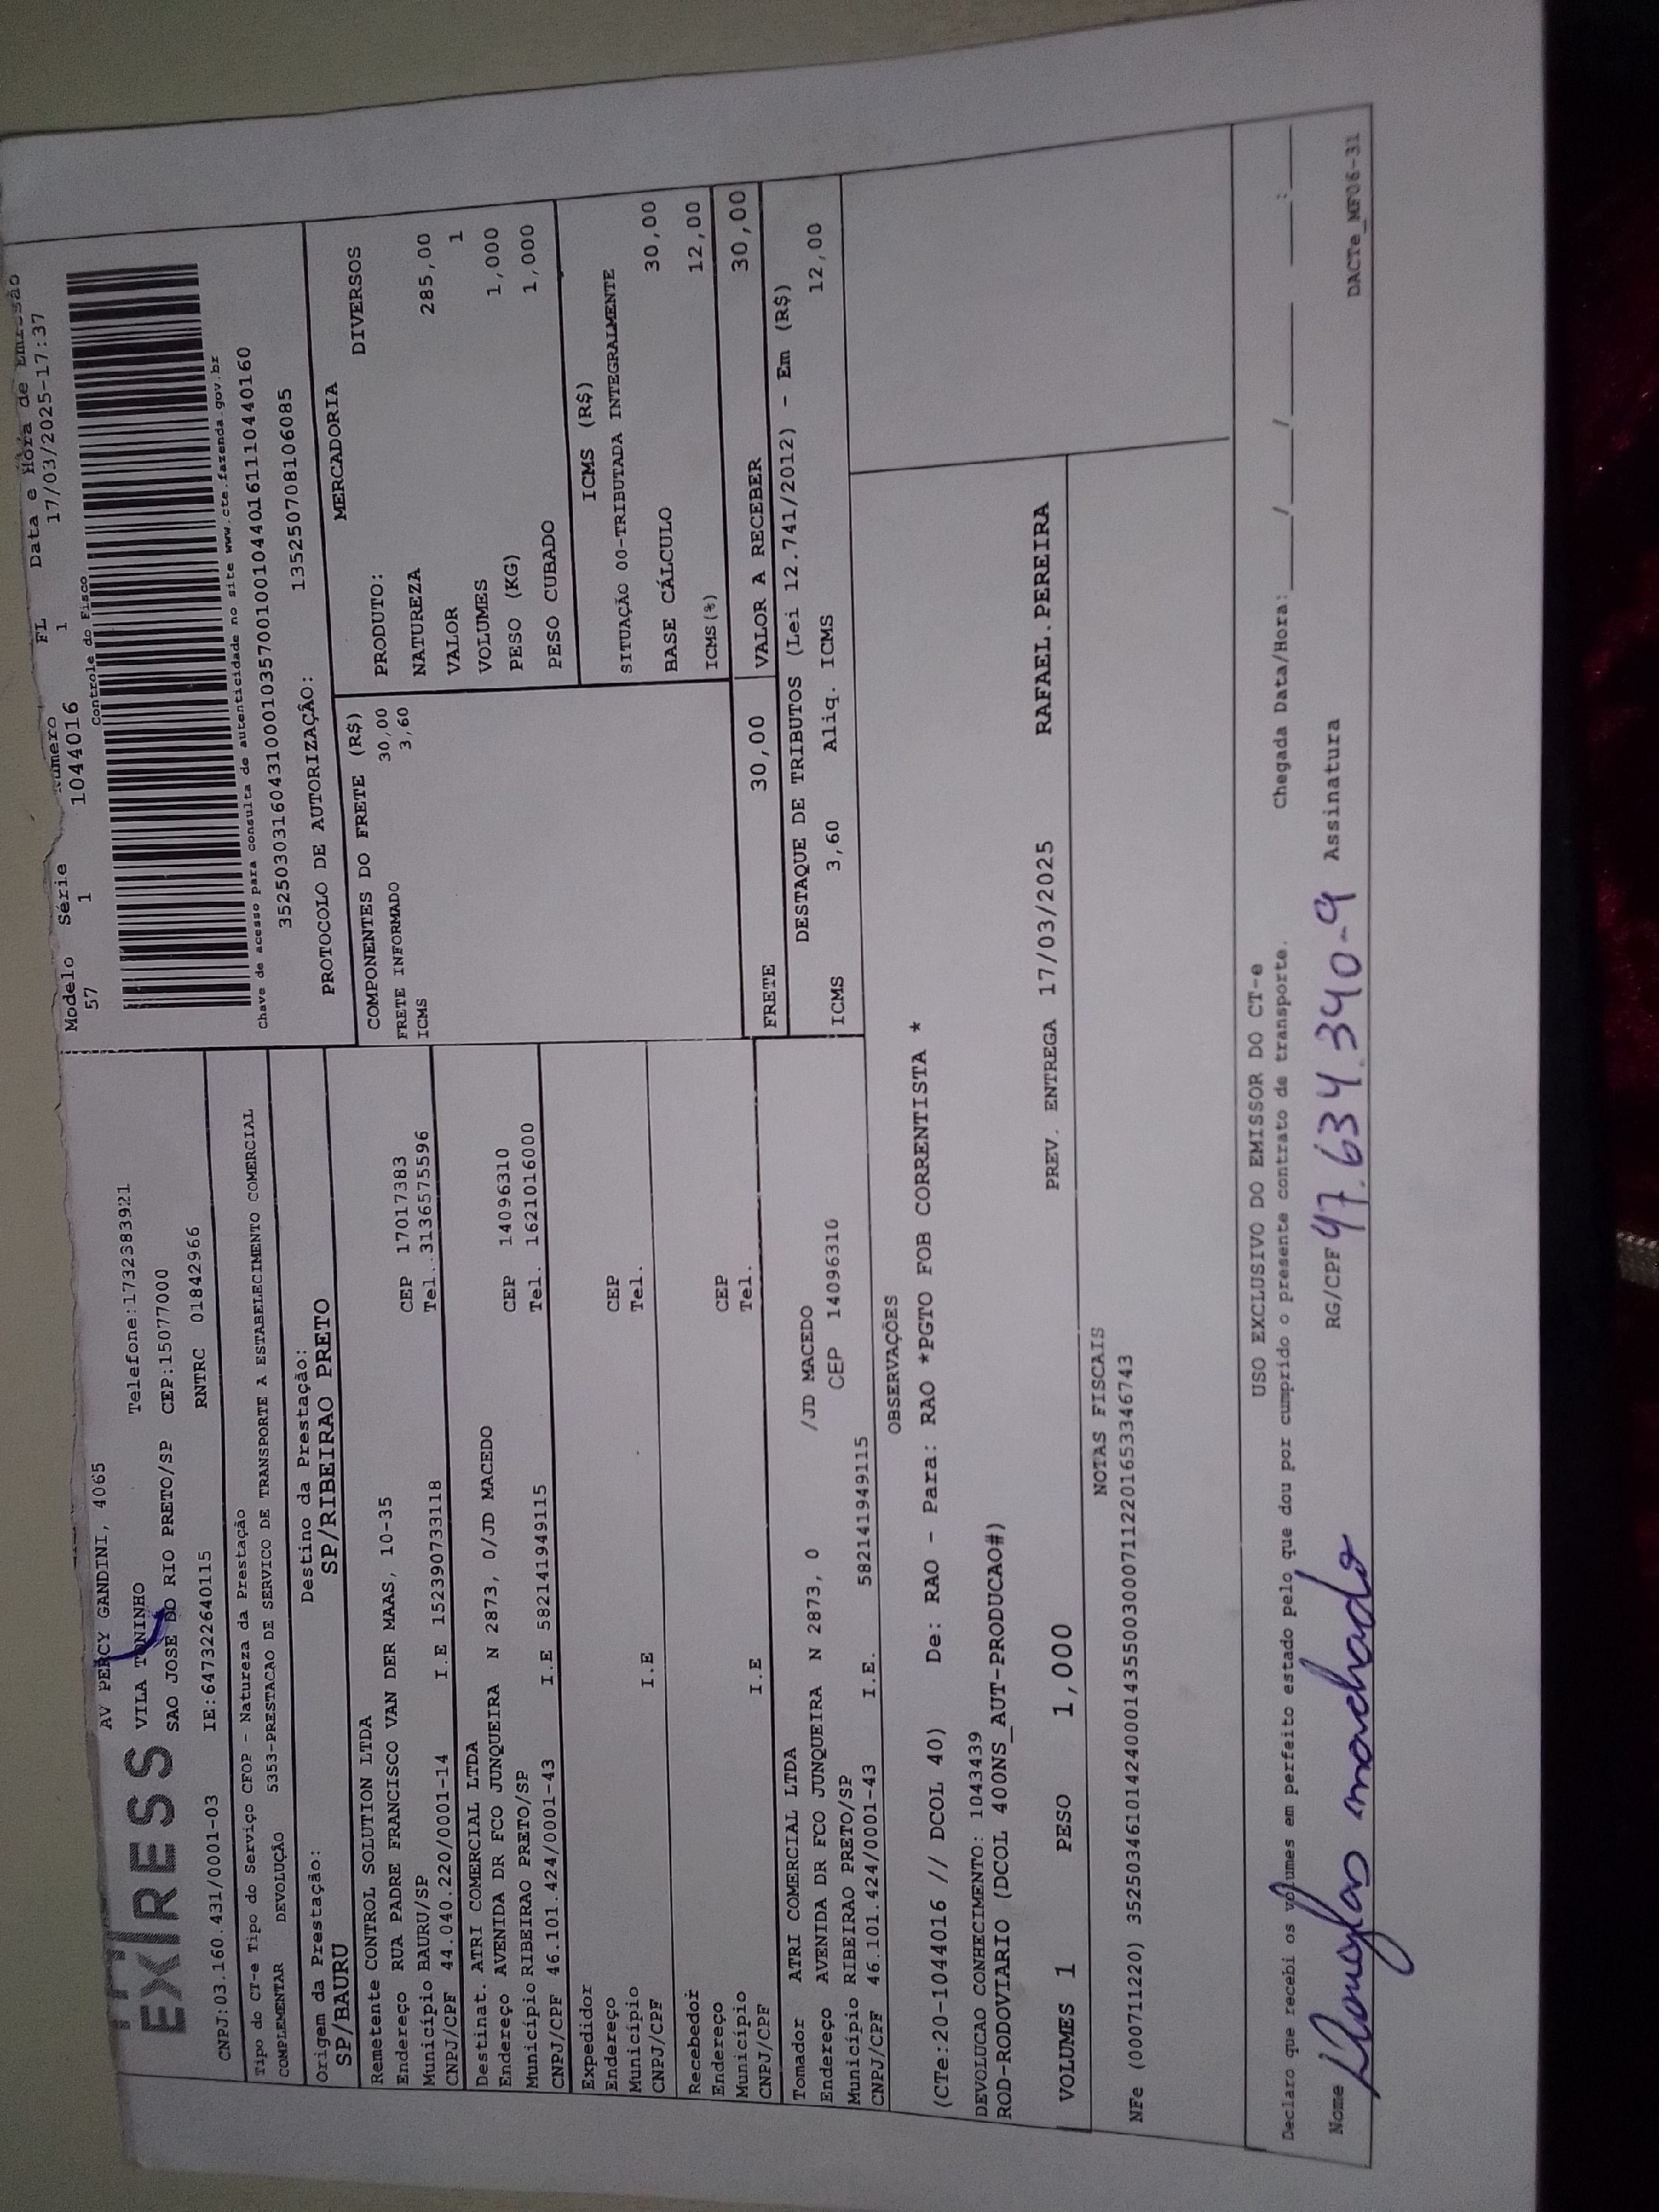 EXPRESS
AV PERCY GANDINI, 4065
VILA TONINHO Telefone:1732383921
SAO JOSE DO RIO PRETO/SP CEP:15077000
CNPJ:03.160.431/0001-03 IE:647322640115 RNTRC 01842966
Modelo Série Número FL Data e Hora de Emissão
57 1 1044016 1 17/03/2025-17:37
Controle do Fisco
Chave de acesso para consulta de autenticidade no site www.cte.fazenda.gov.br
35250303160431000103570010010440161110440160
PROTOCOLO DE AUTORIZAÇÃO: 135250708106085
Tipo do CT-e Tipo do Serviço CFOP - Natureza da Prestação
COMPLEMENTAR DEVOLUÇÃO 5353-PRESTACAO DE SERVICO DE TRANSPORTE A ESTABELECIMENTO COMERCIAL
Origem da Prestação: Destino da Prestação:
SP/BAURU SP/RIBEIRAO PRETO
Remetente CONTROL SOLUTION LTDA
Endereço RUA PADRE FRANCISCO VAN DER MAAS, 10-35 CEP 17017383
Município BAURU/SP Tel. 3136575596
CNPJ/CPF 44.040.220/0001-14 I.E 152390733118
Destinat. ATRI COMERCIAL LTDA
Endereço AVENIDA DR FCO JUNQUEIRA N 2873, 0/JD MACEDO CEP 14096310
Município RIBEIRAO PRETO/SP Tel. 1621016000
CNPJ/CPF 46.101.424/0001-43 I.E 582141949115
Expedidor
Endereço CEP
Município Tel.
CNPJ/CPF I.E
Recebedor
Endereço CEP
Município Tel.
CNPJ/CPF I.E
Tomador ATRI COMERCIAL LTDA
Endereço AVENIDA DR FCO JUNQUEIRA N 2873, 0 /JD MACEDO
Município RIBEIRAO PRETO/SP CEP 14096310
CNPJ/CPF 46.101.424/0001-43 I.E. 582141949115
COMPONENTES DO FRETE (R$)
FRETE INFORMADO 30,00
ICMS 3,60
MERCADORIA
PRODUTO: DIVERSOS
NATUREZA
VALOR 285,00
VOLUMES 1
PESO (KG) 1,000
PESO CUBADO 1,000
ICMS (R$)
SITUAÇÃO 00-TRIBUTADA INTEGRALMENTE
BASE CÁLCULO 30,00
ICMS(%) 12,00
FRETE 30,00 VALOR A RECEBER 30,00
DESTAQUE DE TRIBUTOS (Lei 12.741/2012) - Em (R$)
ICMS 3,60 Aliq. ICMS 12,00
OBSERVAÇÕES
(CTe:20-1044016 // DCOL 40) De: RAO - Para: RAO *PGTO FOB CORRENTISTA *
DEVOLUCAO CONHECIMENTO: 1043439
ROD-RODOVIARIO (DCOL 400NS_AUT-PRODUCAO#)
VOLUMES 1 PESO 1,000 PREV. ENTREGA 17/03/2025 RAFAEL.PEREIRA
NOTAS FISCAIS
NFe (0007112220) 35250346101424000143550030007112201653346743
USO EXCLUSIVO DO EMISSOR DO CT-e
Declaro que recebi os volumes em perfeito estado pelo que dou por cumprido o presente contrato de transporte. Chegada Data/Hora:___/___/_____ ___:___
Nome Douglas machado RG/CPF 47.634.340-9 Assinatura
DACTe_MF06-31